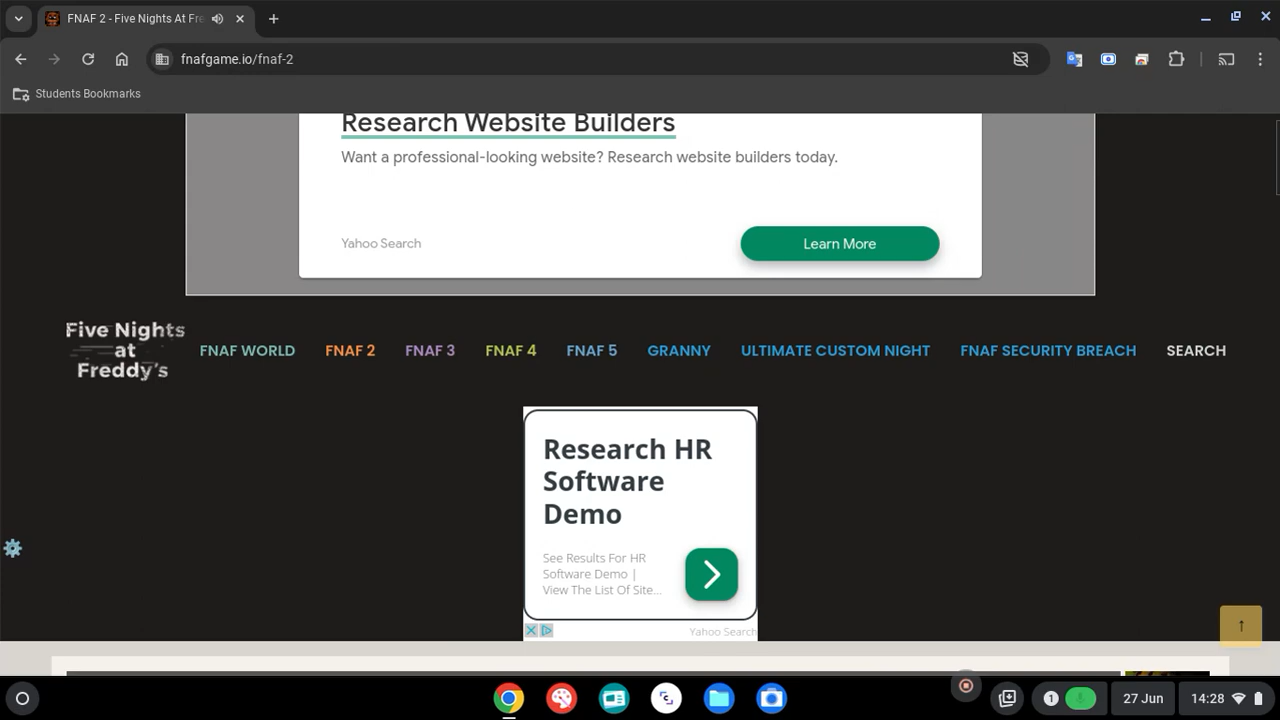 FNAF 2 - Five Nights At Fre
fnafgame.io/fnaf-2
Students Bookmarks
Research Website Builders
Want a professional-looking website? Research website builders today.
Yahoo Search
Learn More
Five Nights
at
Freddy's
FNAF WORLD
FNAF 2
FNAF 3
FNAF 4
FNAF 5
GRANNY
ULTIMATE CUSTOM NIGHT
FNAF SECURITY BREACH
SEARCH
Research HR
Software
Demo
See Results For HR
Software Demo |
View The List Of Site...
Yahoo Search
1
27 Jun
14:28